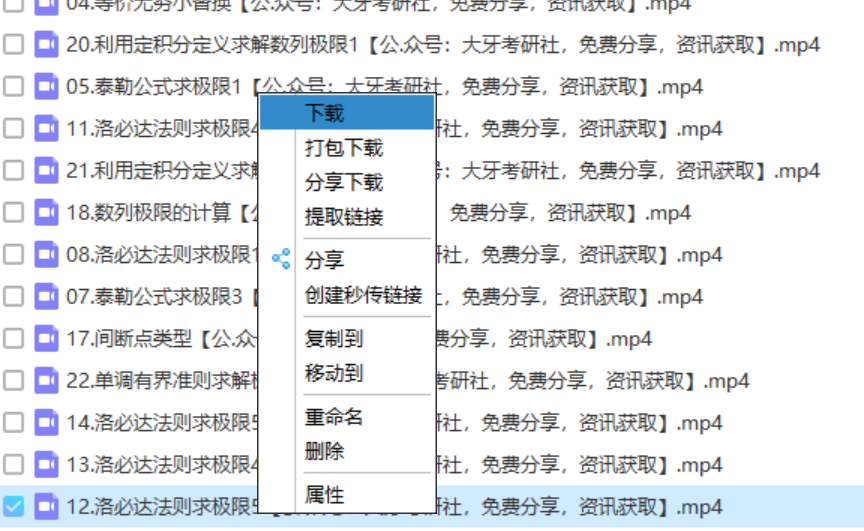 04.等价无穷小替换【公.众号：大牙考研社，免费分享，资讯获取】.mp4
20.利用定积分定义求解数列极限1【公.众号：大牙考研社，免费分享，资讯获取】.mp4
05.泰勒公式求极限1【公.众号：大牙考研社，免费分享，资讯获取】.mp4
11.洛必达法则求极限4 社，免费分享，资讯获取】.mp4
21.利用定积分定义求解 ：大牙考研社，免费分享，资讯获取】.mp4
18.数列极限的计算【公 免费分享，资讯获取】.mp4
08.洛必达法则求极限1 社，免费分享，资讯获取】.mp4
07.泰勒公式求极限3【 ，免费分享，资讯获取】.mp4
17.间断点类型【公.众 费分享，资讯获取】.mp4
22.单调有界准则求解极 考研社，免费分享，资讯获取】.mp4
14.洛必达法则求极限5 社，免费分享，资讯获取】.mp4
13.洛必达法则求极限4 社，免费分享，资讯获取】.mp4
12.洛必达法则求极限5 社，免费分享，资讯获取】.mp4
下载
打包下载
分享下载
提取链接
分享
创建秒传链接
复制到
移动到
重命名
删除
属性